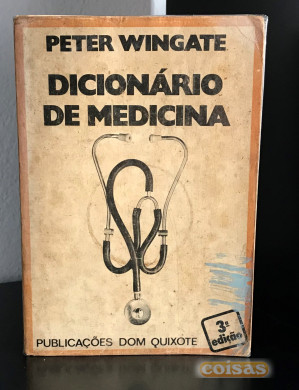 PETER WINGATE
DICIONÁRIO
DE MEDICINA
3ª
edição
PUBLICAÇÕES DOM QUIXOTE
coisas